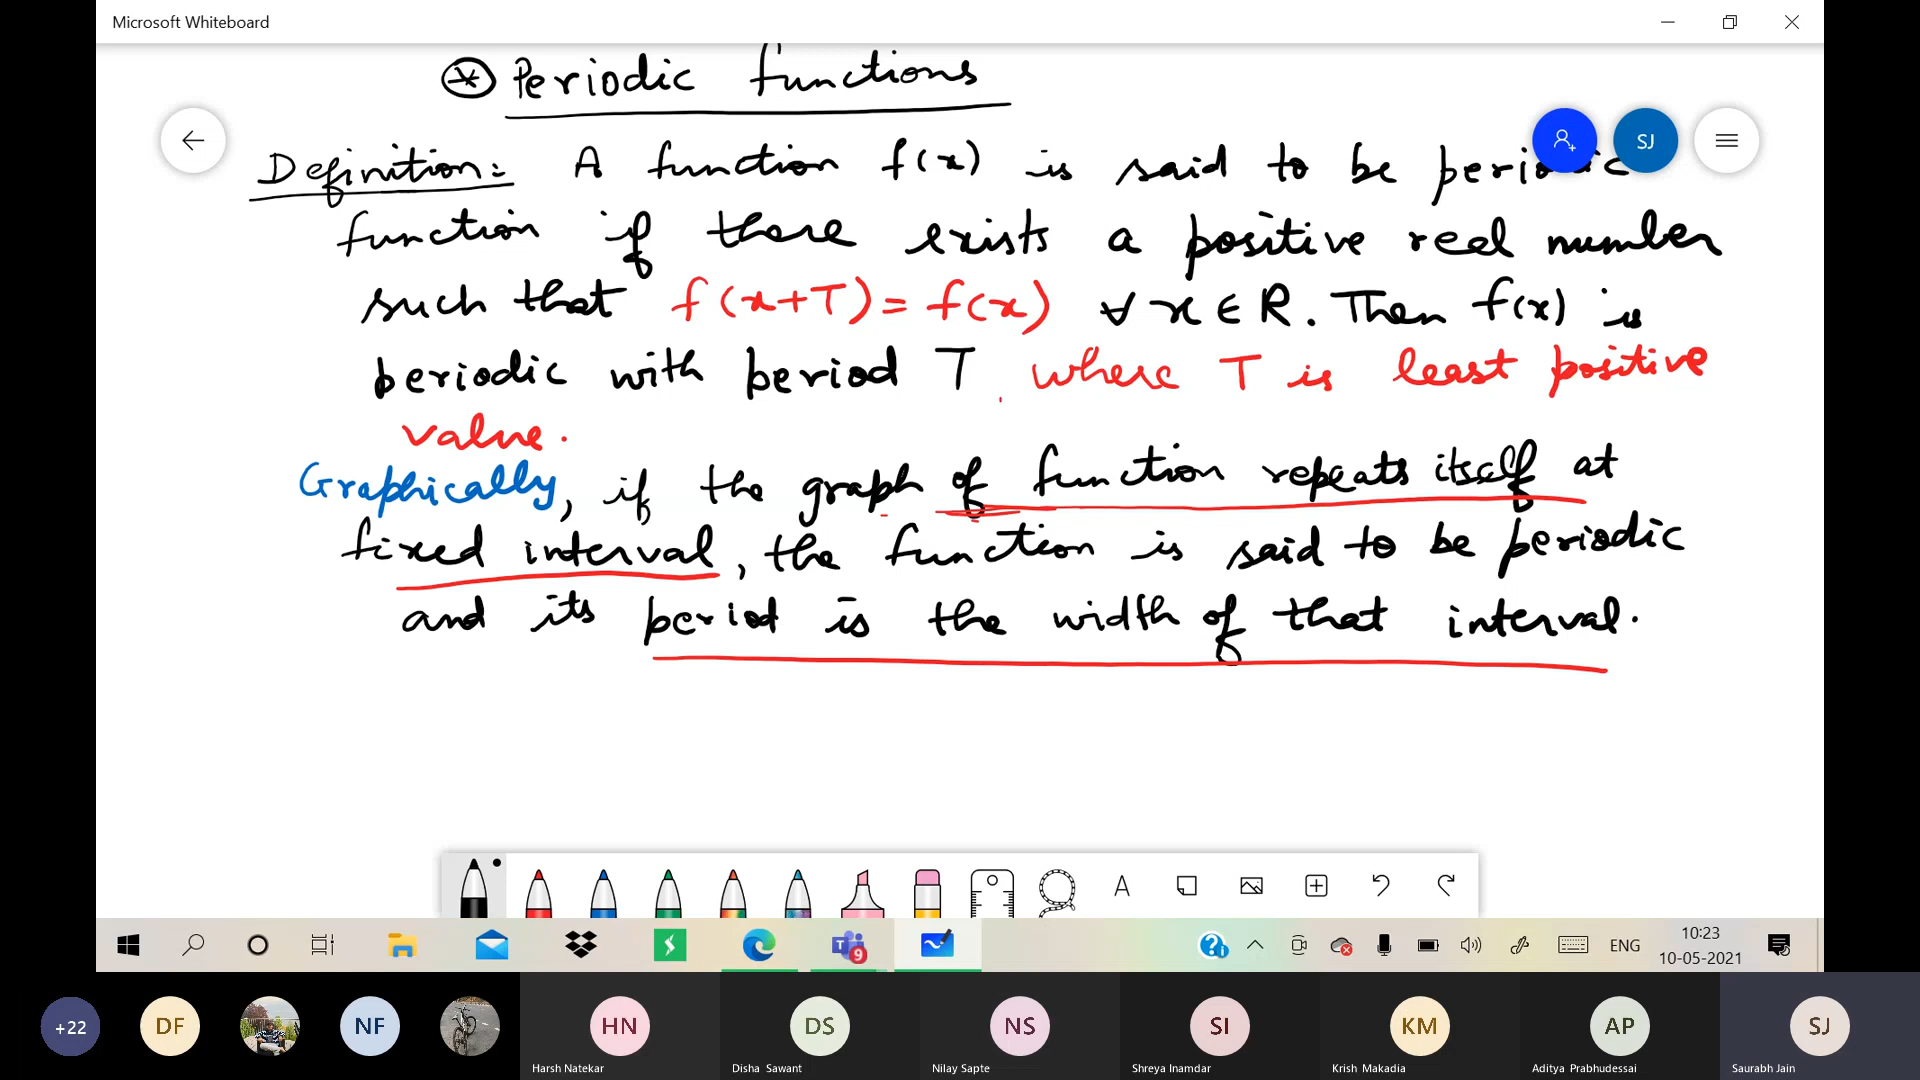 Microsoft Whiteboard
Periodic functions
Definition: A function f(x) is said to be periodic
function if there exists a positive real number
such that f(x+T) = f(x) ∀ x ∈ R. Then f(x) is
periodic with period T where T is least positive
value.
Graphically, if the graph of function repeats itself at
fixed interval, the function is said to be periodic
and its period is the width of that interval.
SJ
A
9
ENG
10:23
10-05-2021
+22
DF
NF
HN
DS
NS
SI
KM
AP
SJ
Harsh Natekar
Disha Sawant
Nilay Sapte
Shreya Inamdar
Krish Makadia
Aditya Prabhudessai
Saurabh Jain